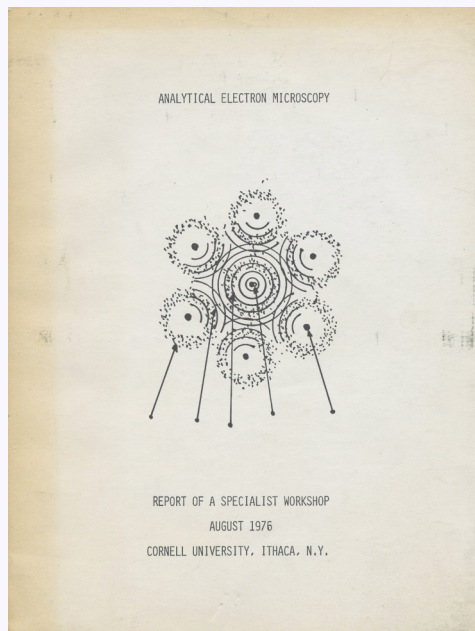 ANALYTICAL ELECTRON MICROSCOPY
REPORT OF A SPECIALIST WORKSHOP
AUGUST 1976
CORNELL UNIVERSITY, ITHACA, N.Y.